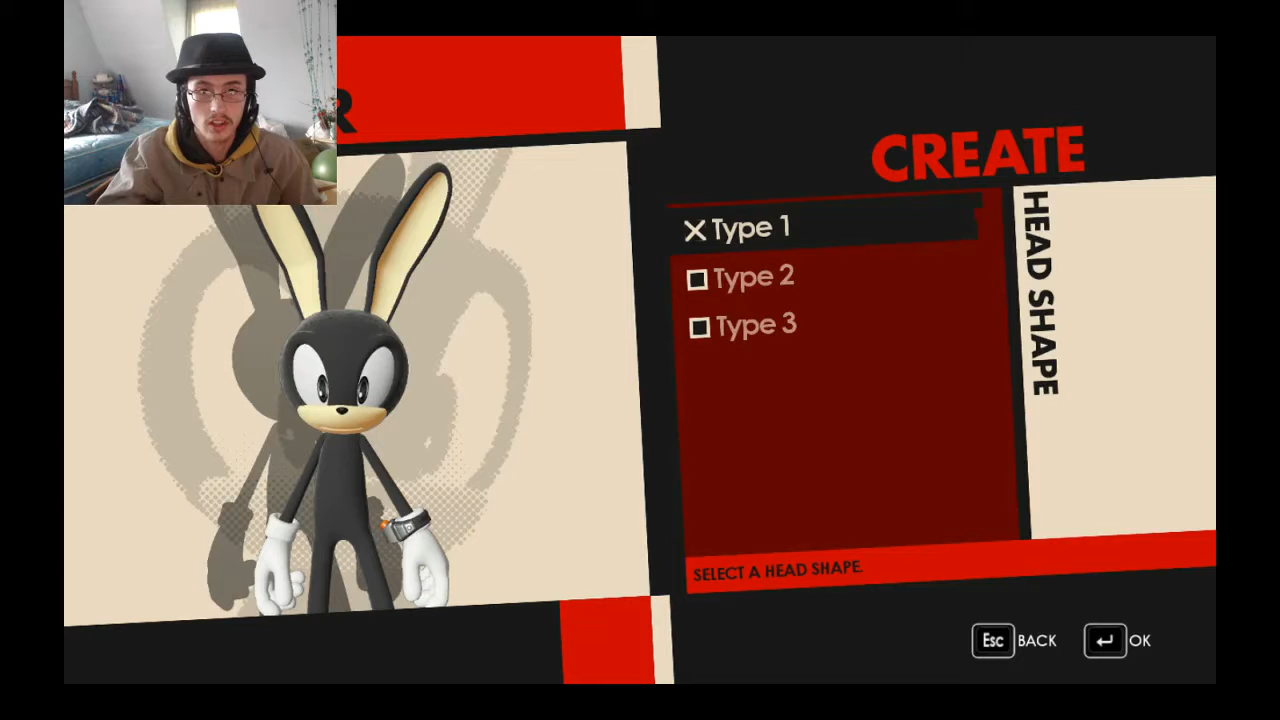 R
CREATE
Type 1
Type 2
Type 3
HEAD SHAPE
SELECT A HEAD SHAPE.
Esc BACK
OK